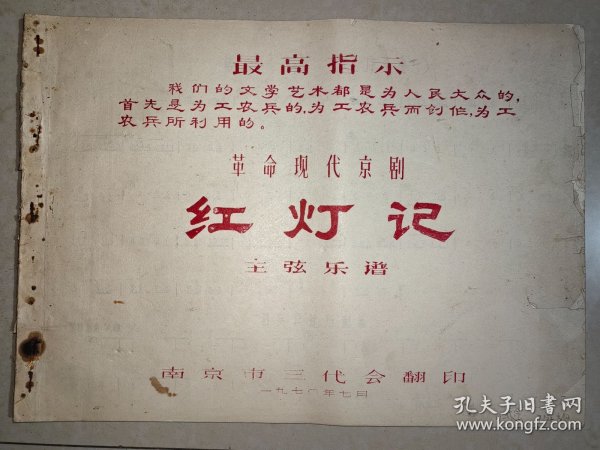 最高指示
我们的文学艺术都是为人民大众的,
首先是为工农兵的,为工农兵而创作,为工
农兵所利用的。
革命现代京剧
红灯记
主弦乐谱
南京市三代会翻印
一九七〇年七月
孔夫子旧书网